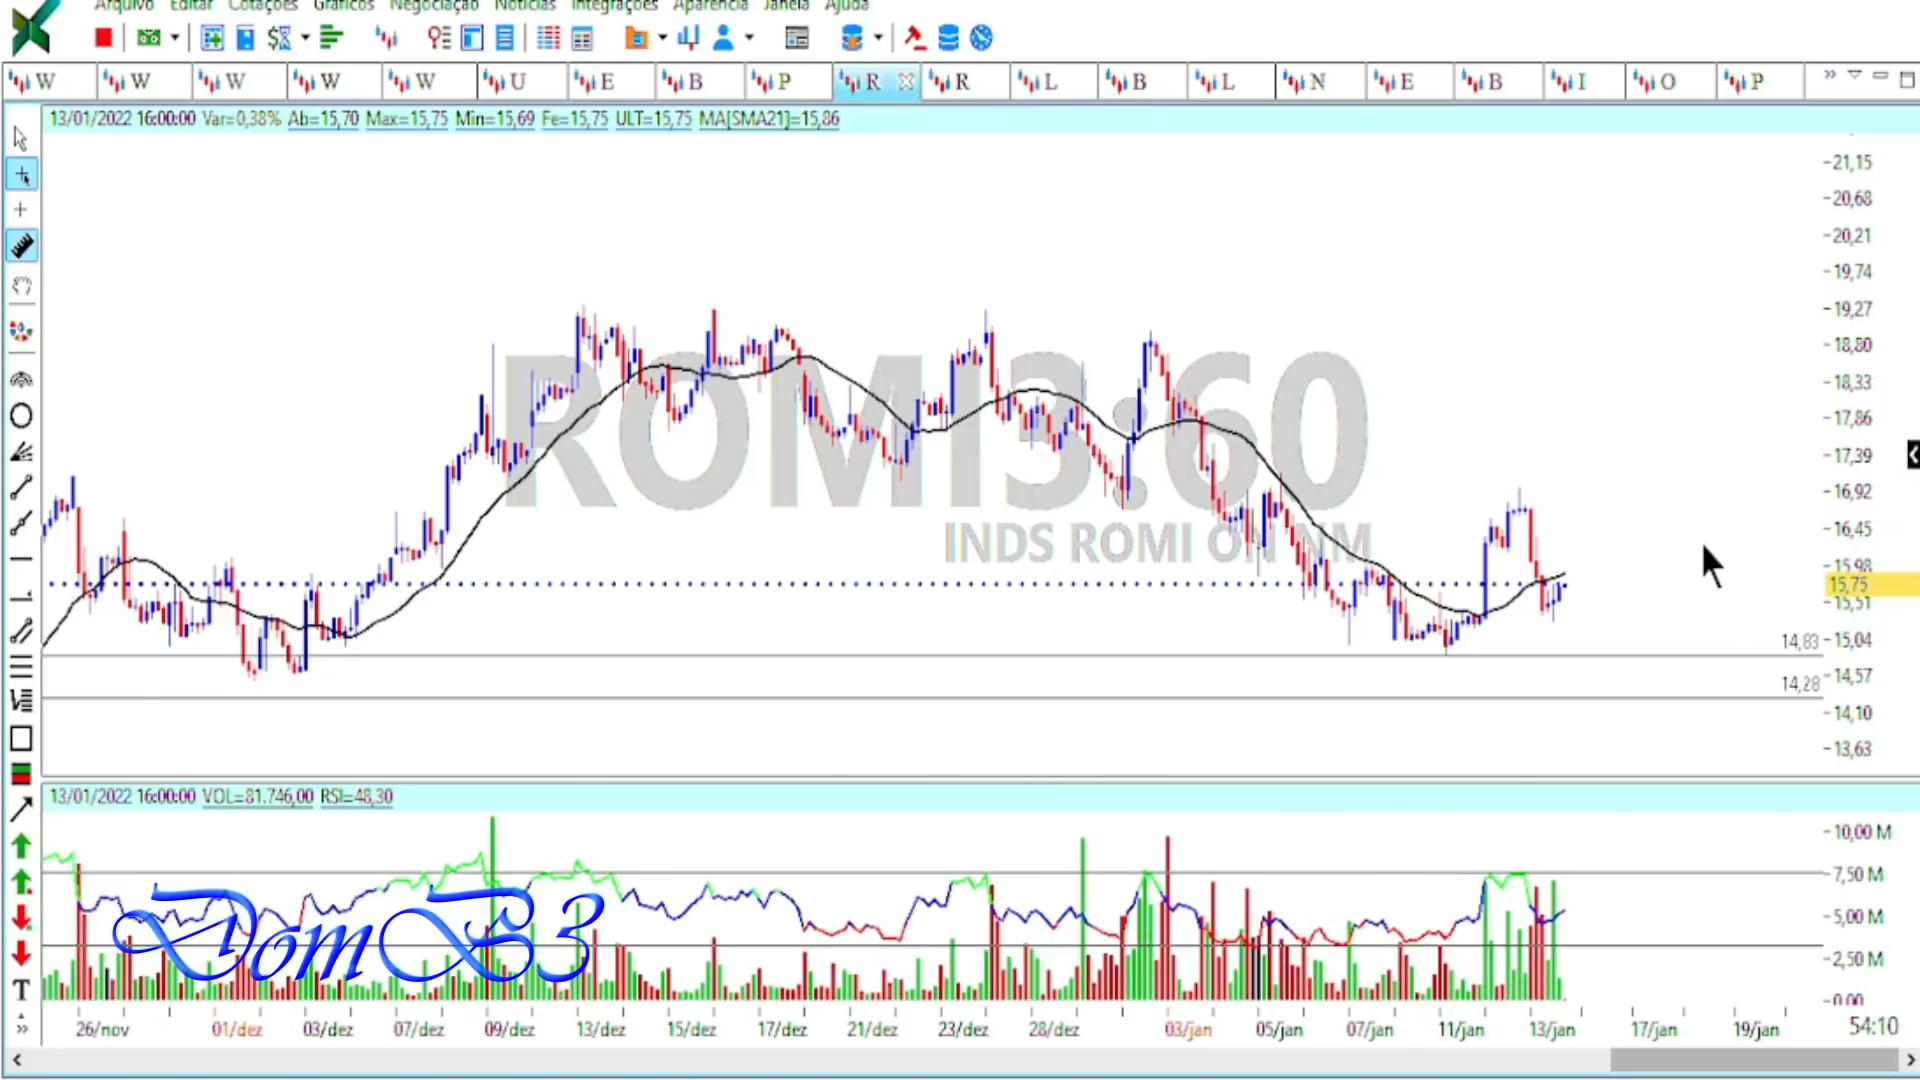 Arquivo Editar Cotações Gráficos Negociação Notícias Integrações Aparência Janela Ajuda
W W W W W U E B P R R L B L N E B I O P
13/01/2022 16:00:00 Var=0,38% Ab=15,70 Max=15,75 Min=15,69 Fe=15,75 ULT=15,75 MA[SMA21]=15,86
21,15
20,68
20,21
19,74
19,27
18,80
18,33
17,86
17,39
16,92
16,45
15,98
15,75
15,51
15,04
14,57
14,10
13,63
ROMI3:60
INDS ROMI ON NM
14,83
14,28
13/01/2022 16:00:00 VOL=81.746,00 RSI=48,30
10,00 M
7,50 M
5,00 M
2,50 M
0,00
DomB3
T
26/nov 01/dez 03/dez 07/dez 09/dez 13/dez 15/dez 17/dez 21/dez 23/dez 28/dez 03/jan 05/jan 07/jan 11/jan 13/jan 17/jan 19/jan 54:10